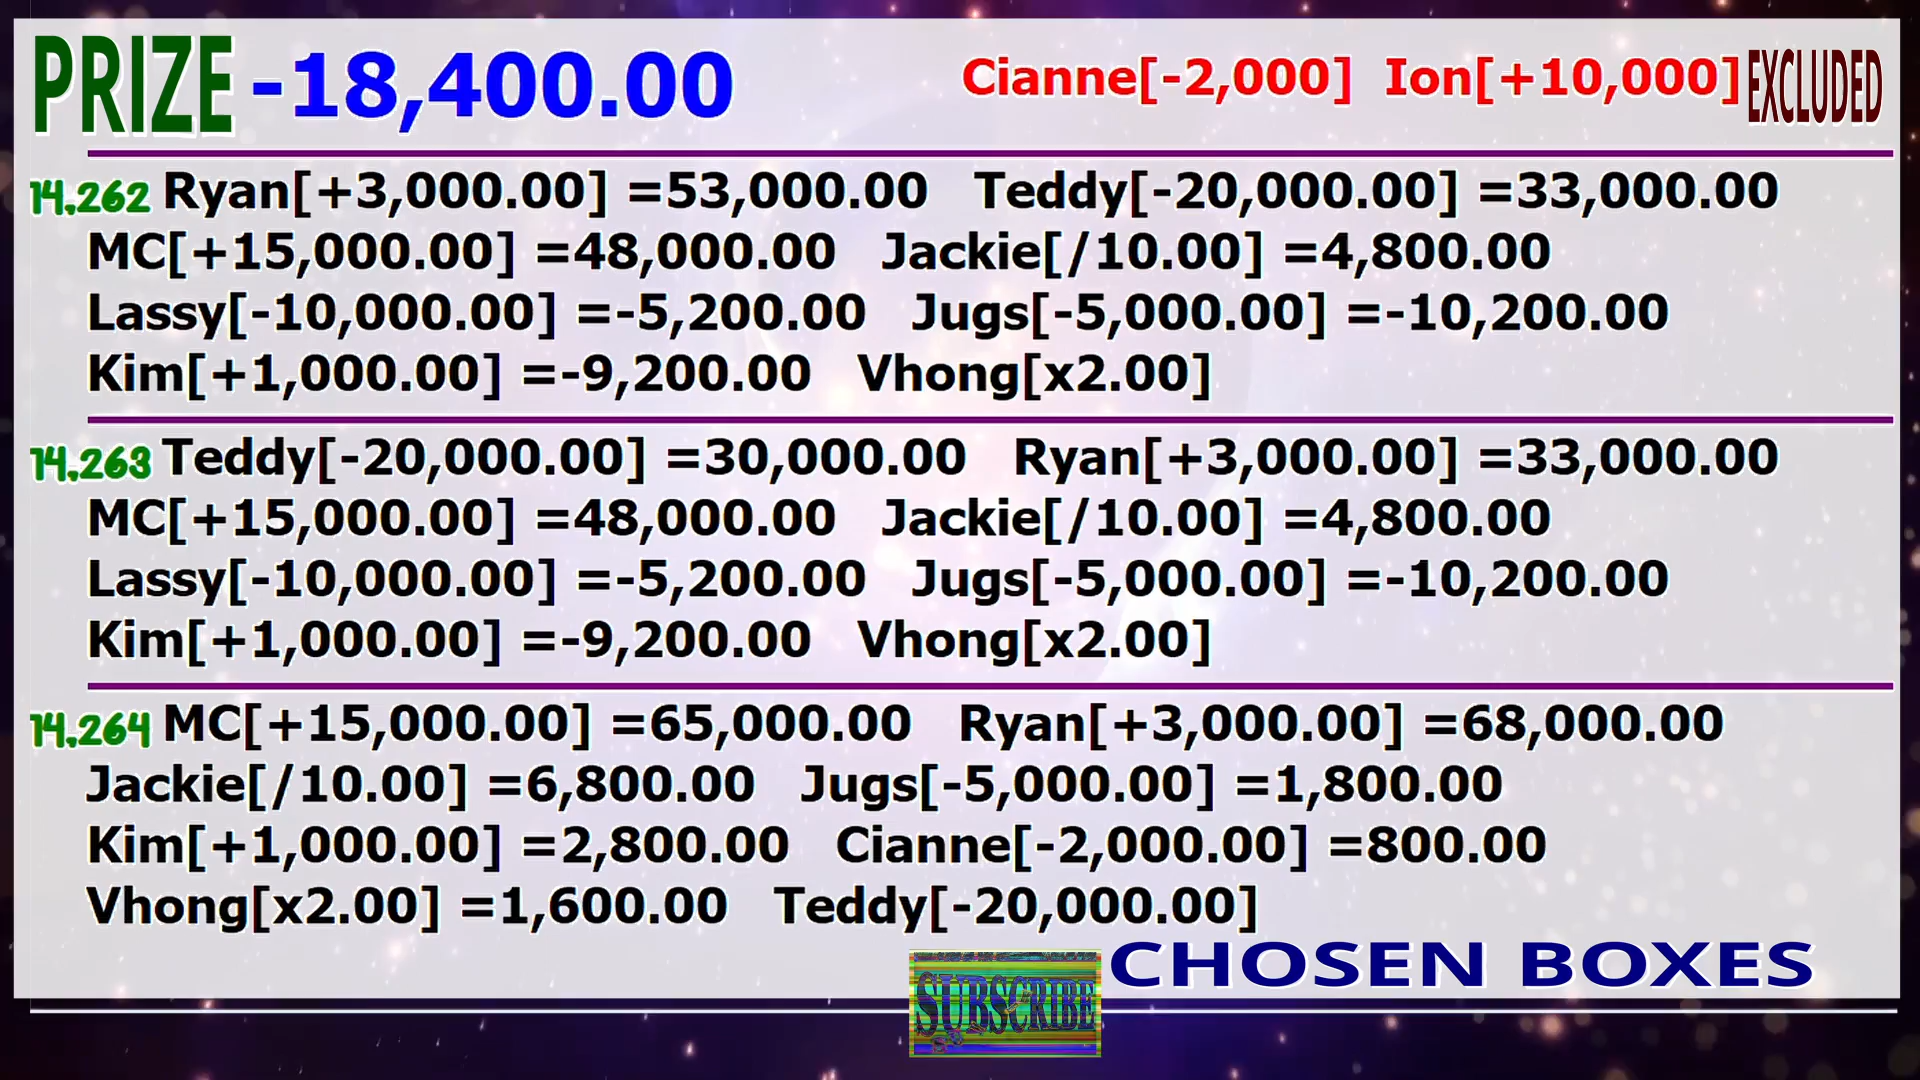 PRIZE -18,400.00 Cianne[-2,000] Ion[+10,000] EXCLUDED
14,262 Ryan[+3,000.00] =53,000.00 Teddy[-20,000.00] =33,000.00
MC[+15,000.00] =48,000.00 Jackie[/10.00] =4,800.00
Lassy[-10,000.00] =-5,200.00 Jugs[-5,000.00] =-10,200.00
Kim[+1,000.00] =-9,200.00 Vhong[x2.00]
14,263 Teddy[-20,000.00] =30,000.00 Ryan[+3,000.00] =33,000.00
MC[+15,000.00] =48,000.00 Jackie[/10.00] =4,800.00
Lassy[-10,000.00] =-5,200.00 Jugs[-5,000.00] =-10,200.00
Kim[+1,000.00] =-9,200.00 Vhong[x2.00]
14,264 MC[+15,000.00] =65,000.00 Ryan[+3,000.00] =68,000.00
Jackie[/10.00] =6,800.00 Jugs[-5,000.00] =1,800.00
Kim[+1,000.00] =2,800.00 Cianne[-2,000.00] =800.00
Vhong[x2.00] =1,600.00 Teddy[-20,000.00]
CHOSEN BOXES
SUBSCRIBE